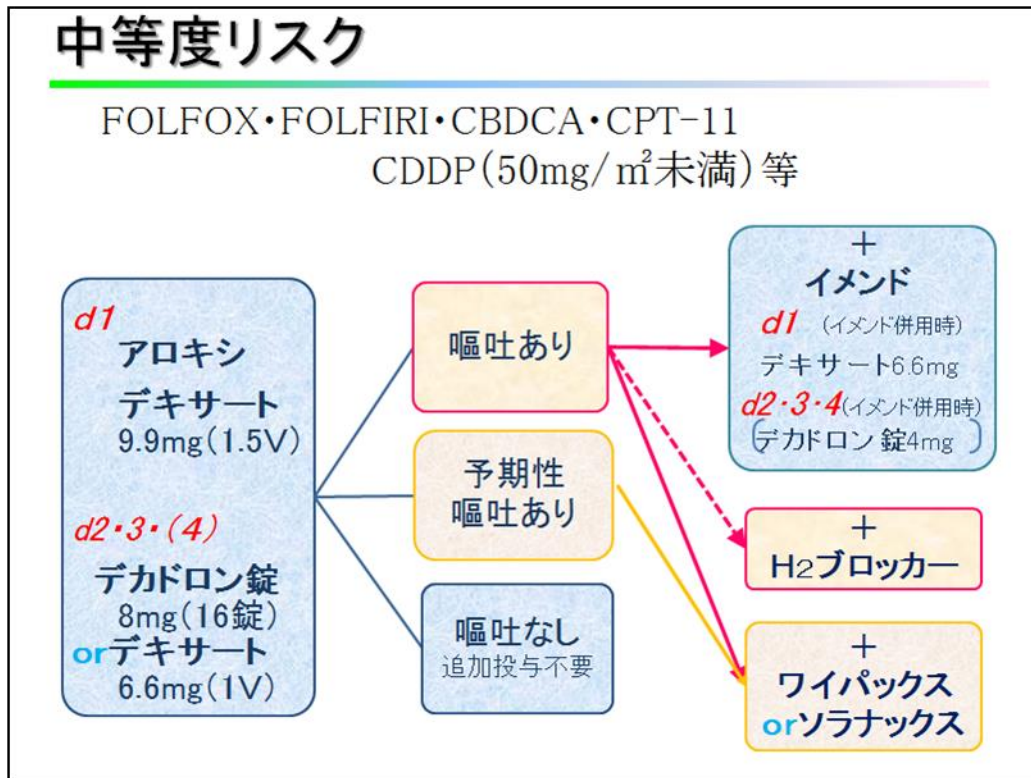 中等度リスク
FOLFOX・FOLFIRI・CBDCA・CPT-11
CDDP(50mg/㎡未満)等
d1
アロキシ
デキサート
9.9mg(1.5V)
d2・3・(4)
デカドロン錠
8mg(16錠)
orデキサート
6.6mg(1V)
嘔吐あり
予期性
嘔吐あり
嘔吐なし
追加投与不要
+
イメンド
d1 (イメンド併用時)
デキサート6.6mg
d2・3・4(イメンド併用時)
(デカドロン錠4mg )
+
H2ブロッカー
+
ワイパックス
orソラナックス